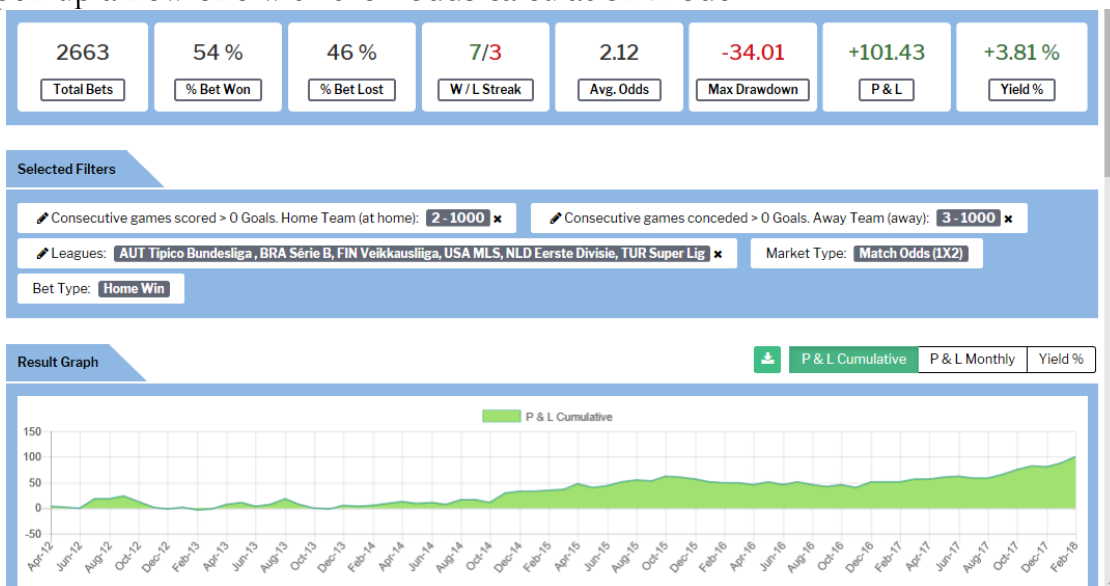 2663 54 % 46 % 7/3 2.12 -34.01 +101.43 +3.81 %
Total Bets % Bet Won % Bet Lost W / L Streak Avg. Odds Max Drawdown P & L Yield %
Selected Filters
Consecutive games scored > 0 Goals. Home Team (at home): 2 - 1000 × Consecutive games conceded > 0 Goals. Away Team (away): 3 - 1000 ×
Leagues: AUT Tipico Bundesliga , BRA Série B, FIN Veikkausliiga, USA MLS, NLD Eerste Divisie, TUR Super Lig × Market Type: Match Odds (1X2)
Bet Type: Home Win
Result Graph P & L Cumulative P & L Monthly Yield %
P & L Cumulative
150
100
50
0
-50
Apr-12 Jun-12 Aug-12 Oct-12 Dec-12 Feb-13 Apr-13 Jun-13 Aug-13 Oct-13 Dec-13 Feb-14 Apr-14 Jun-14 Aug-14 Oct-14 Dec-14 Feb-15 Apr-15 Jun-15 Aug-15 Oct-15 Dec-15 Feb-16 Apr-16 Jun-16 Aug-16 Oct-16 Dec-16 Feb-17 Apr-17 Jun-17 Aug-17 Oct-17 Dec-17 Feb-18